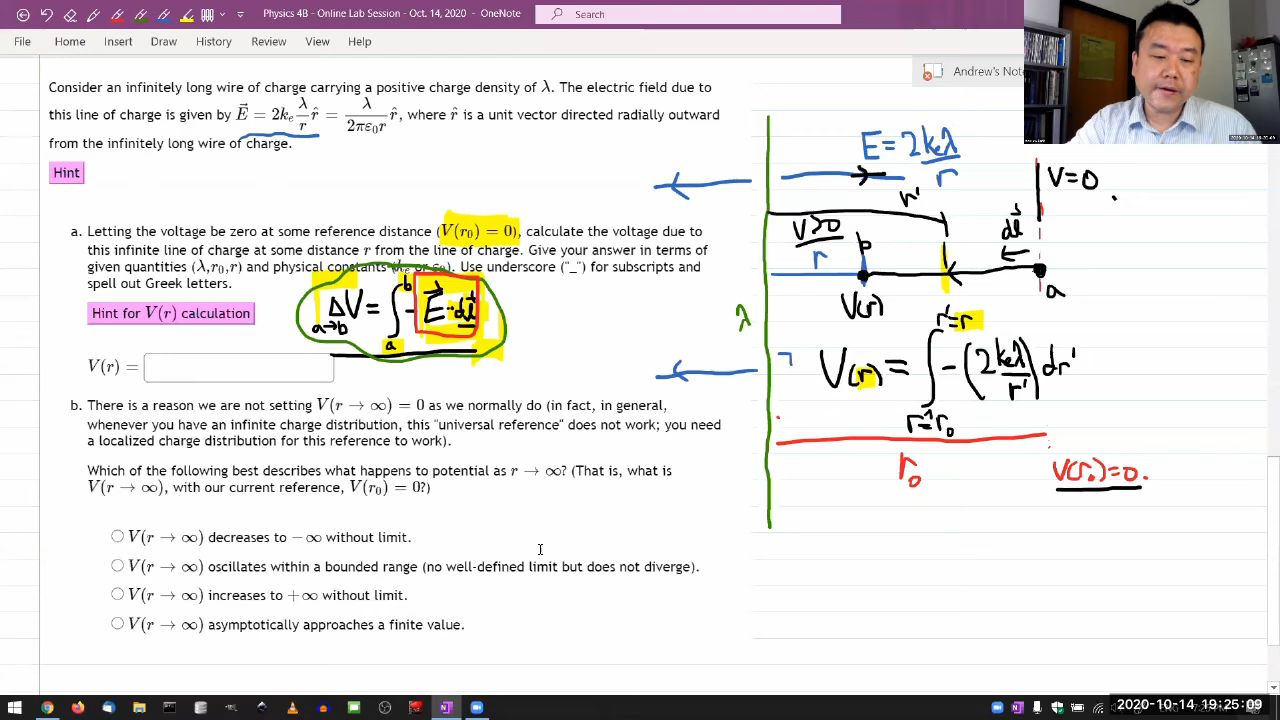 Physics 4B - Online Lab Session Oct. 14, 2020 - OneNote
Search
File Home Insert Draw History Review View Help
Andrew's No
Consider an infinitely long wire of charge carrying a positive charge density of λ. The electric field due to
this line of charge is given by E⃗ = 2kₑ λ/r r̂ = λ/(2πε₀r) r̂, where r̂ is a unit vector directed radially outward
from the infinitely long wire of charge.
Hint
a. Letting the voltage be zero at some reference distance (V(r₀) = 0), calculate the voltage due to
this infinite line of charge at some distance r from the line of charge. Give your answer in terms of
given quantities (λ, r₀, r) and physical constants (kₑ or ε₀). Use underscore ("_") for subscripts and
spell out Greek letters.
Hint for V(r) calculation
ΔV = ∫ - E⃗ · dl⃗
a→b
b
a
V(r) =
b. There is a reason we are not setting V(r → ∞) = 0 as we normally do (in fact, in general,
whenever you have an infinite charge distribution, this "universal reference" does not work; you need
a localized charge distribution for this reference to work).
Which of the following best describes what happens to potential as r → ∞? (That is, what is
V(r → ∞), with our current reference, V(r₀) = 0?)
V(r → ∞) decreases to −∞ without limit.
V(r → ∞) oscillates within a bounded range (no well-defined limit but does not diverge).
V(r → ∞) increases to +∞ without limit.
V(r → ∞) asymptotically approaches a finite value.
E = 2kₑλ/r
V=0
r'
V>0
dl⃗
r
b
a
V(r)
λ
r'=r
V(r) = ∫ - (2kₑλ/r') dr'
r'=r₀
r₀
V(r₀)=0.
2020-10-14 19:25:09